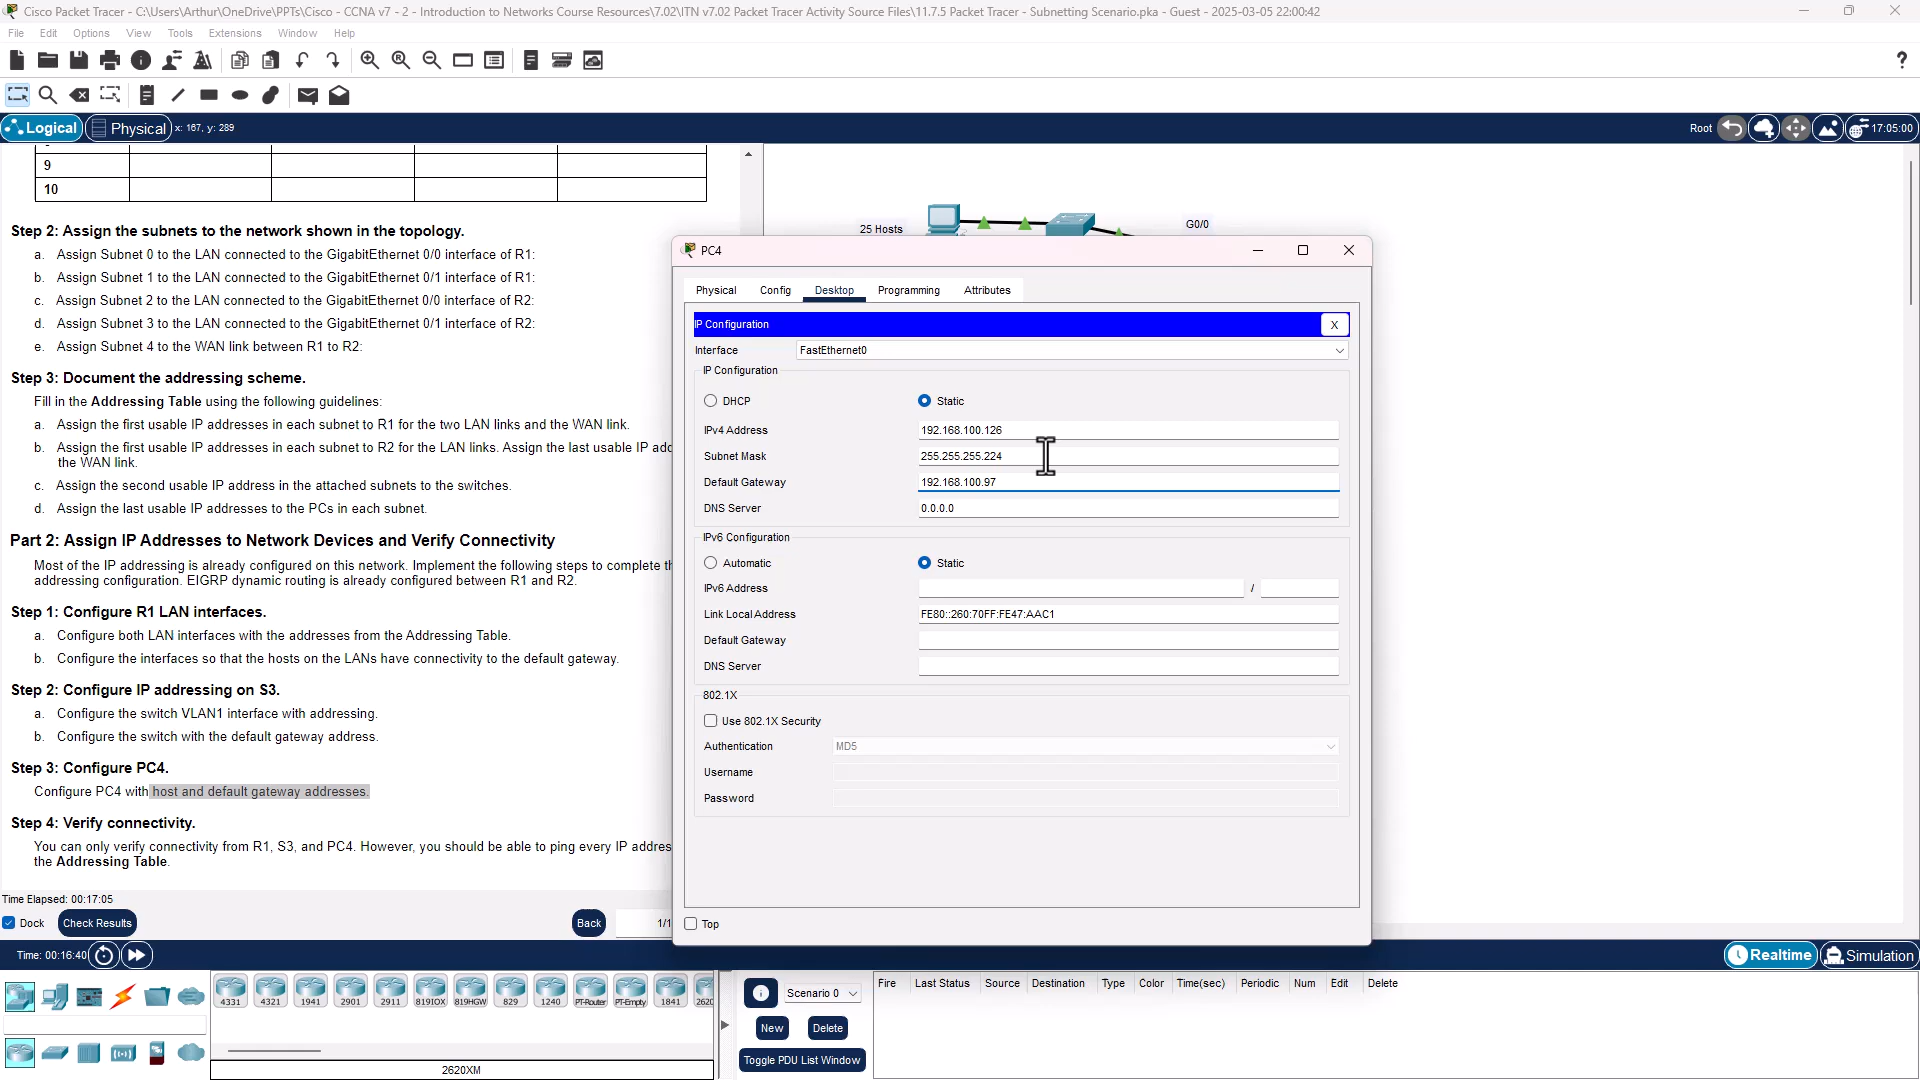 Cisco Packet Tracer - C:\Users\Arthur\OneDrive\PPTs\Cisco - CCNA v7 - 2 - Introduction to Networks Course Resources\7.02\ITN v7.02 Packet Tracer Activity Source Files\11.7.5 Packet Tracer - Subnetting Scenario.pka - Guest - 2025-03-05 22:00:42
File Edit Options View Tools Extensions Window Help
Logical Physical x: 167, y: 289 Root 17:05:00
9
10
Step 2: Assign the subnets to the network shown in the topology.
a. Assign Subnet 0 to the LAN connected to the GigabitEthernet 0/0 interface of R1:
b. Assign Subnet 1 to the LAN connected to the GigabitEthernet 0/1 interface of R1:
c. Assign Subnet 2 to the LAN connected to the GigabitEthernet 0/0 interface of R2:
d. Assign Subnet 3 to the LAN connected to the GigabitEthernet 0/1 interface of R2:
e. Assign Subnet 4 to the WAN link between R1 to R2:
Step 3: Document the addressing scheme.
Fill in the Addressing Table using the following guidelines:
a. Assign the first usable IP addresses in each subnet to R1 for the two LAN links and the WAN link.
b. Assign the first usable IP addresses in each subnet to R2 for the LAN links. Assign the last usable IP add
the WAN link.
c. Assign the second usable IP address in the attached subnets to the switches.
d. Assign the last usable IP addresses to the PCs in each subnet.
Part 2: Assign IP Addresses to Network Devices and Verify Connectivity
Most of the IP addressing is already configured on this network. Implement the following steps to complete th
addressing configuration. EIGRP dynamic routing is already configured between R1 and R2.
Step 1: Configure R1 LAN interfaces.
a. Configure both LAN interfaces with the addresses from the Addressing Table.
b. Configure the interfaces so that the hosts on the LANs have connectivity to the default gateway.
Step 2: Configure IP addressing on S3.
a. Configure the switch VLAN1 interface with addressing.
b. Configure the switch with the default gateway address.
Step 3: Configure PC4.
Configure PC4 with host and default gateway addresses.
Step 4: Verify connectivity.
You can only verify connectivity from R1, S3, and PC4. However, you should be able to ping every IP addres
the Addressing Table.
Time Elapsed: 00:17:05
Dock Check Results Back 1/1
25 Hosts
G0/0
PC4
Physical Config Desktop Programming Attributes
IP Configuration X
Interface FastEthernet0
IP Configuration
DHCP Static
IPv4 Address 192.168.100.126
Subnet Mask 255.255.255.224
Default Gateway 192.168.100.97
DNS Server 0.0.0.0
IPv6 Configuration
Automatic Static
IPv6 Address /
Link Local Address FE80::260:70FF:FE47:AAC1
Default Gateway
DNS Server
802.1X
Use 802.1X Security
Authentication MD5
Username
Password
Top
Time: 00:16:40 Realtime Simulation
4331 4321 1941 2901 2911 819IOX 819HGW 829 1240 PT-Router PT-Empty 1841 2620
2620XM
Scenario 0
New Delete
Toggle PDU List Window
Fire Last Status Source Destination Type Color Time(sec) Periodic Num Edit Delete